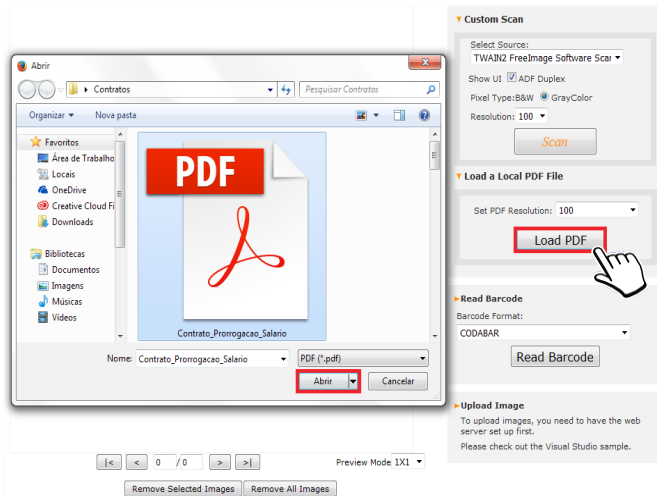 Abrir
Contratos
Pesquisar Contratos
Organizar
Nova pasta
Favoritos
Área de Trabalho
Locais
OneDrive
Creative Cloud Fi
Downloads
Bibliotecas
Documentos
Imagens
Músicas
Vídeos
PDF
Contrato_Prorrogacao_Salario
Nome: Contrato_Prorrogacao_Salario
PDF (*.pdf)
Abrir
Cancelar
|< < 0 /0 > >|
Preview Mode 1X1
Remove Selected Images
Remove All Images
Custom Scan
Select Source:
TWAIN2 FreeImage Software Scar
Show UI ADF Duplex
Pixel Type:B&W GrayColor
Resolution: 100
Scan
Load a Local PDF File
Set PDF Resolution: 100
Load PDF
Read Barcode
Barcode Format:
CODABAR
Read Barcode
Upload Image
To upload images, you need to have the web
server set up first.
Please check out the Visual Studio sample.